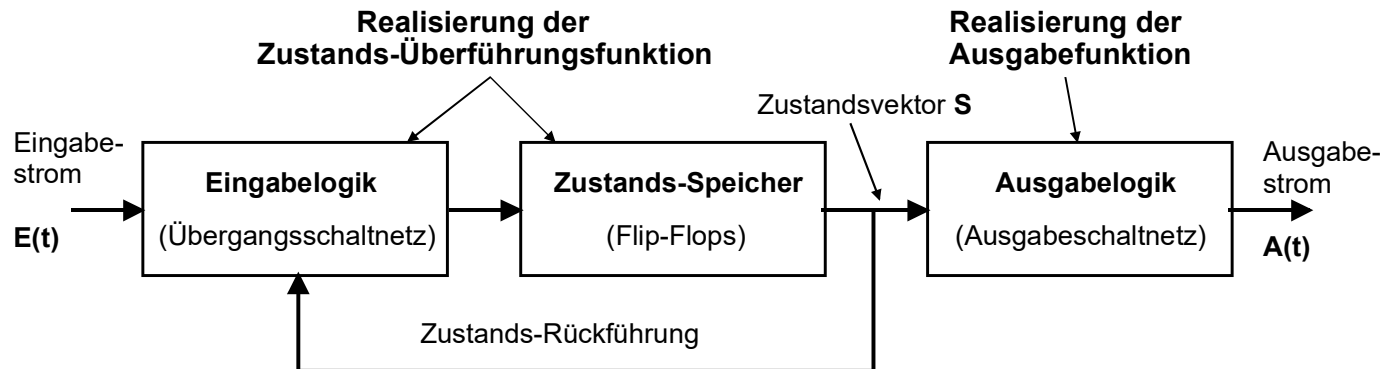 Realisierung der
Zustands-Überführungsfunktion
Realisierung der
Ausgabefunktion
Zustandsvektor S
Eingabe-
strom
E(t)
Eingabelogik
(Übergangsschaltnetz)
Zustands-Speicher
(Flip-Flops)
Ausgabelogik
(Ausgabeschaltnetz)
Ausgabe-
strom
A(t)
Zustands-Rückführung